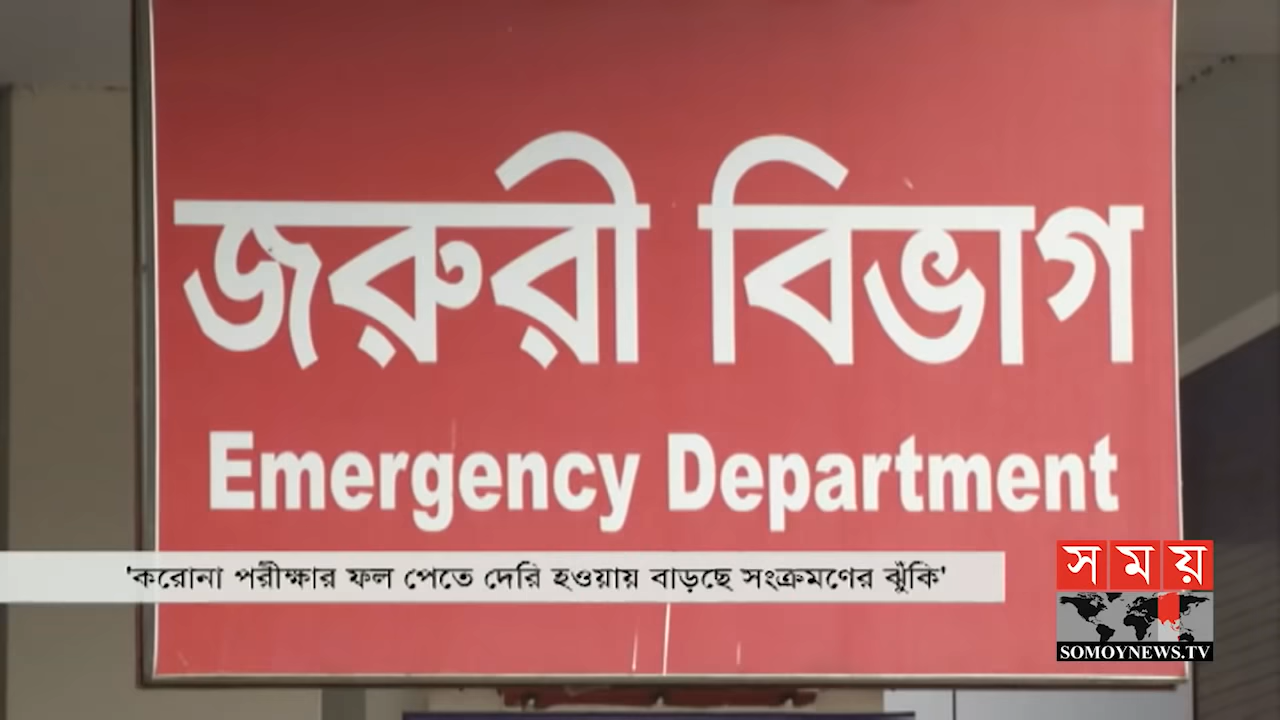 জরুরী বিভাগ
Emergency Department
'করোনা পরীক্ষার ফল পেতে দেরি হওয়ায় বাড়ছে সংক্রমণের ঝুঁকি'
সময়
SOMOYNEWS.TV